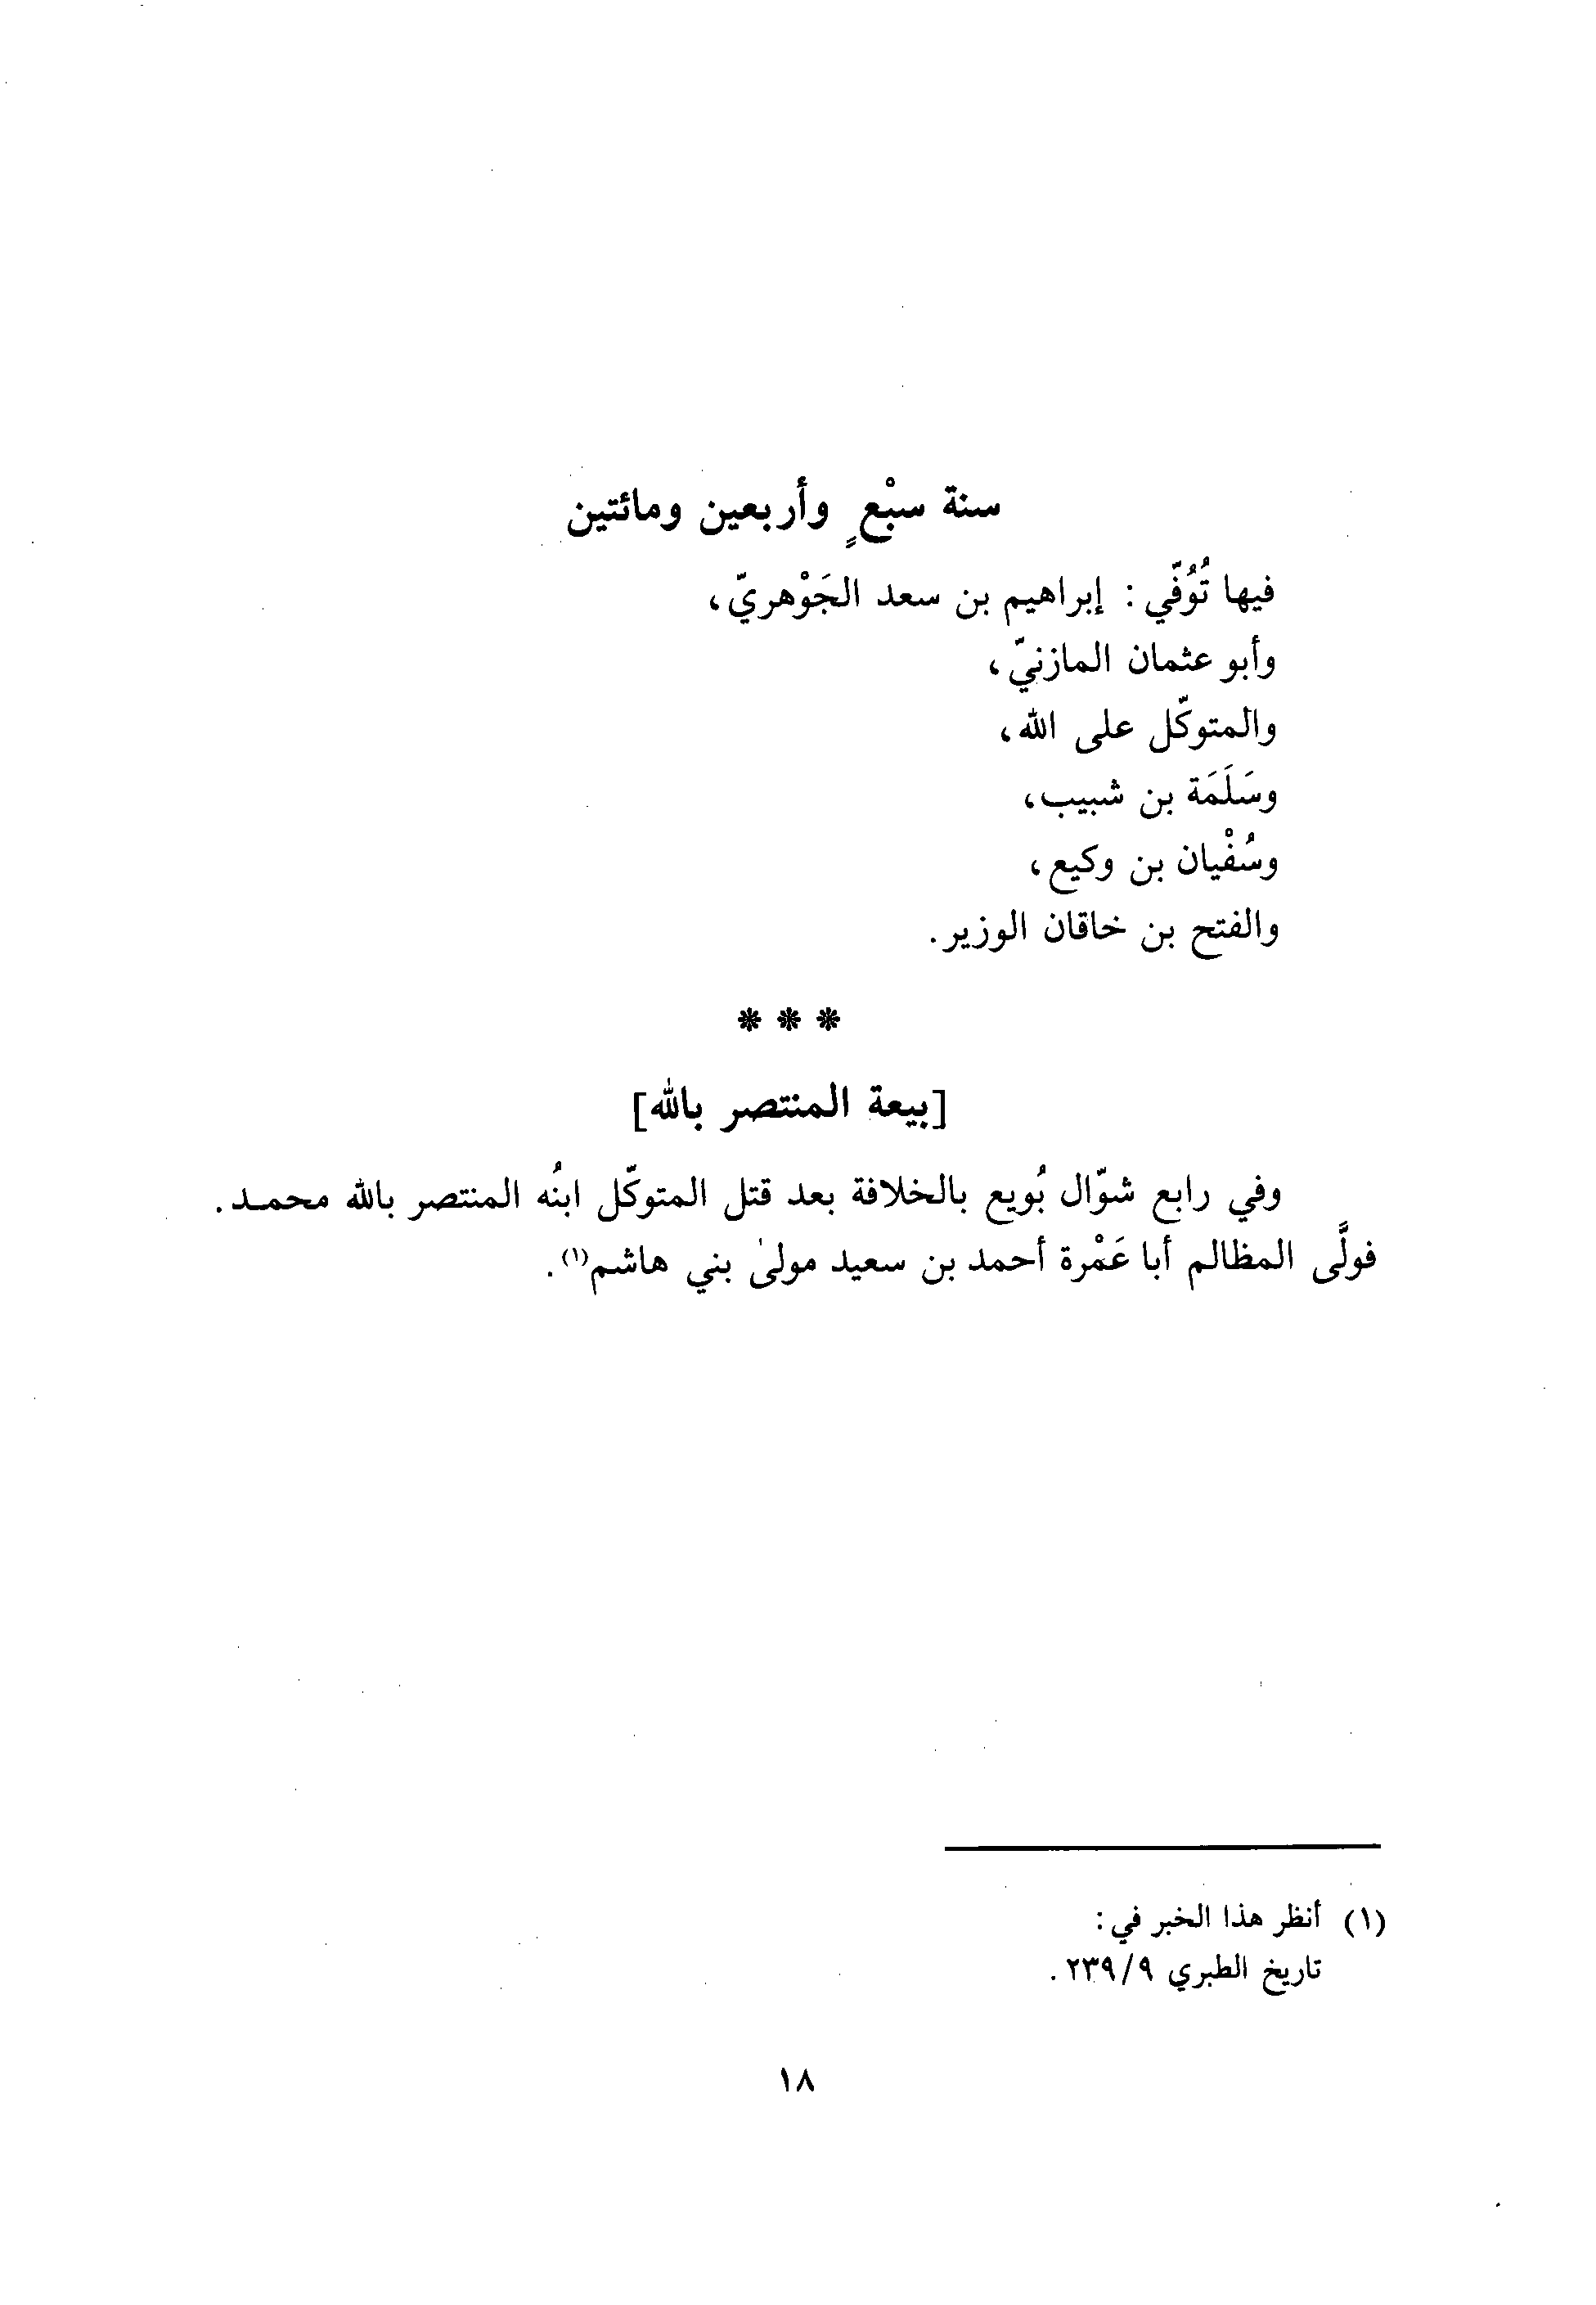 سنة سبْعٍ وأربعين ومائتين
فيها تُوُفّي : إبراهيم بن سعد الجَوْهريّ،
وأبو عثمان المازنيّ،
والمتوكّل على الله،
وسَلَمَة بن شبيب،
وسُفْيان بن وكيع،
والفتح بن خاقان الوزير.
* * *
[بيعة المنتصر بالله]
وفي رابع شوّال بُويع بالخلافة بعد قتل المتوكّل ابنُه المنتصر بالله محمـد.
فولَّى المظالم أبا عَمْرة أحمد بن سعيد مولىٰ بني هاشم(١).
(١) أنظر هذا الخبر في:
تاريخ الطبري ٢٣٩/٩.
١٨